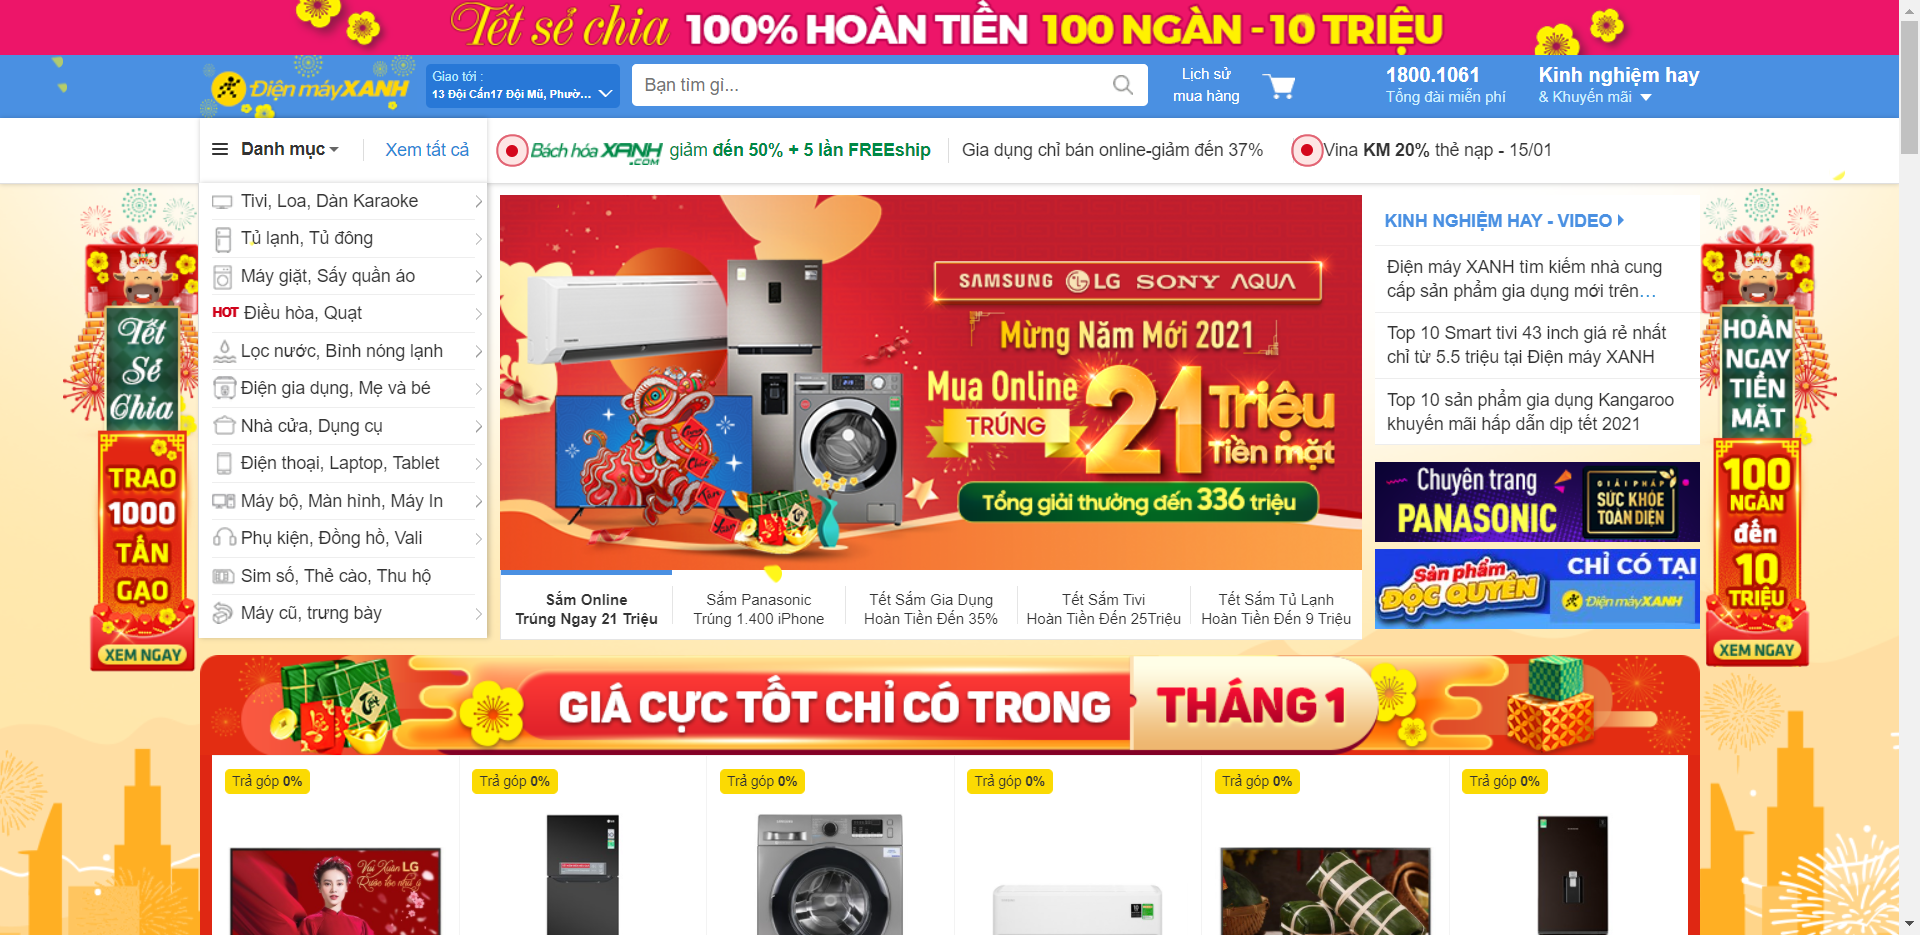 Tết sẻ chia 100% HOÀN TIỀN 100 NGÀN - 10 TRIỆU
Điện máy XANH
Giao tới :
13 Đội Cấn17 Đội Mũ, Phườ...
Bạn tìm gì...
Lịch sử
mua hàng
1800.1061
Tổng đài miễn phí
Kinh nghiệm hay
& Khuyến mãi
Danh mục
Xem tất cả
Bách hóa XANH .COM giảm đến 50% + 5 lần FREEship
Gia dụng chỉ bán online-giảm đến 37%
Vina KM 20% thẻ nạp - 15/01
Tivi, Loa, Dàn Karaoke
Tủ lạnh, Tủ đông
Máy giặt, Sấy quần áo
HOT Điều hòa, Quạt
Lọc nước, Bình nóng lạnh
Điện gia dụng, Mẹ và bé
Nhà cửa, Dụng cụ
Điện thoại, Laptop, Tablet
Máy bộ, Màn hình, Máy In
Phụ kiện, Đồng hồ, Vali
Sim số, Thẻ cào, Thu hộ
Máy cũ, trưng bày
Tết
Sẻ
Chia
TRAO
1000
TẤN
GẠO
XEM NGAY
SAMSUNG LG SONY AQUA
Mừng Năm Mới 2021
Mua Online
TRÚNG
21 Triệu
Tiền mặt
Tổng giải thưởng đến 336 triệu
Sắm Online
Trúng Ngay 21 Triệu
Sắm Panasonic
Trúng 1.400 iPhone
Tết Sắm Gia Dụng
Hoàn Tiền Đến 35%
Tết Sắm Tivi
Hoàn Tiền Đến 25Triệu
Tết Sắm Tủ Lạnh
Hoàn Tiền Đến 9 Triệu
KINH NGHIỆM HAY - VIDEO
Điện máy XANH tìm kiếm nhà cung
cấp sản phẩm gia dụng mới trên…
Top 10 Smart tivi 43 inch giá rẻ nhất
chỉ từ 5.5 triệu tại Điện máy XANH
Top 10 sản phẩm gia dụng Kangaroo
khuyến mãi hấp dẫn dịp tết 2021
Chuyên trang
PANASONIC
GIẢI PHÁP
SỨC KHỎE
TOÀN DIỆN
Sản phẩm
ĐỘC QUYỀN
CHỈ CÓ TẠI
Điện máy XANH
HOÀN
NGAY
TIỀN
MẶT
100
NGÀN
đến
10
TRIỆU
XEM NGAY
GIÁ CỰC TỐT CHỈ CÓ TRONG THÁNG 1
Trả góp 0%
Trả góp 0%
Trả góp 0%
Trả góp 0%
Trả góp 0%
Trả góp 0%
Vui Xuân LG
Rước lộc như ý